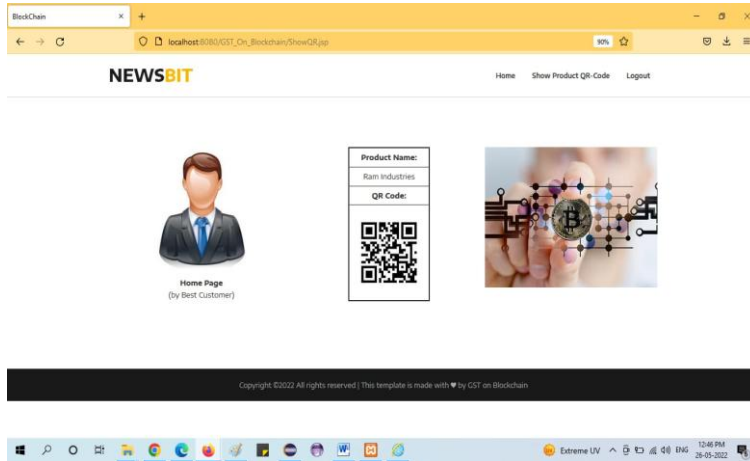 BlockChain
localhost:8080/GST_On_Blockchain/ShowQR.jsp
90%
NEWSBIT
Home Show Product QR-Code Logout
Product Name:
Ram Industries
QR Code:
Home Page
(by Best Customer)
Copyright ©2022 All rights reserved | This template is made with ♥ by GST on Blockchain
Extreme UV
ENG
12:46 PM
28-05-2022